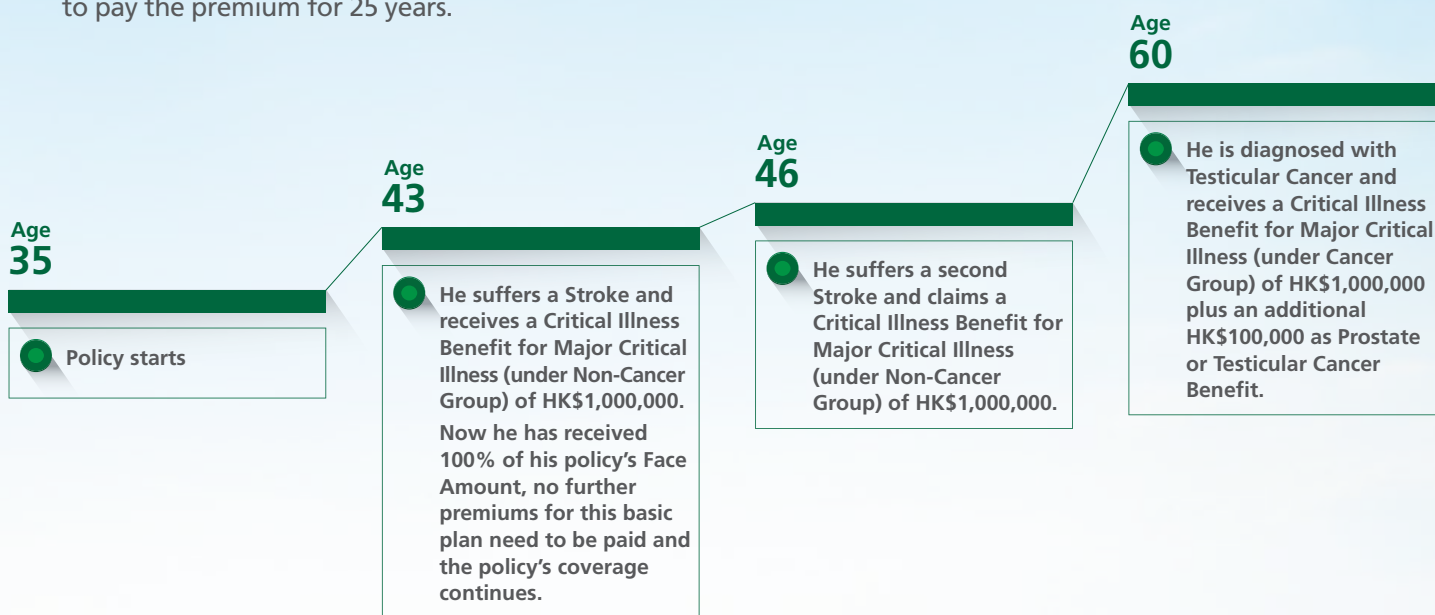 to pay the premium for 25 years.
Age
35
Policy starts
Age
43
He suffers a Stroke and
receives a Critical Illness
Benefit for Major Critical
Illness (under Non-Cancer
Group) of HK$1,000,000.
Now he has received
100% of his policy's Face
Amount, no further
premiums for this basic
plan need to be paid and
the policy's coverage
continues.
Age
46
He suffers a second
Stroke and claims a
Critical Illness Benefit for
Major Critical Illness
(under Non-Cancer
Group) of HK$1,000,000.
Age
60
He is diagnosed with
Testicular Cancer and
receives a Critical Illness
Benefit for Major Critical
Illness (under Cancer
Group) of HK$1,000,000
plus an additional
HK$100,000 as Prostate
or Testicular Cancer
Benefit.